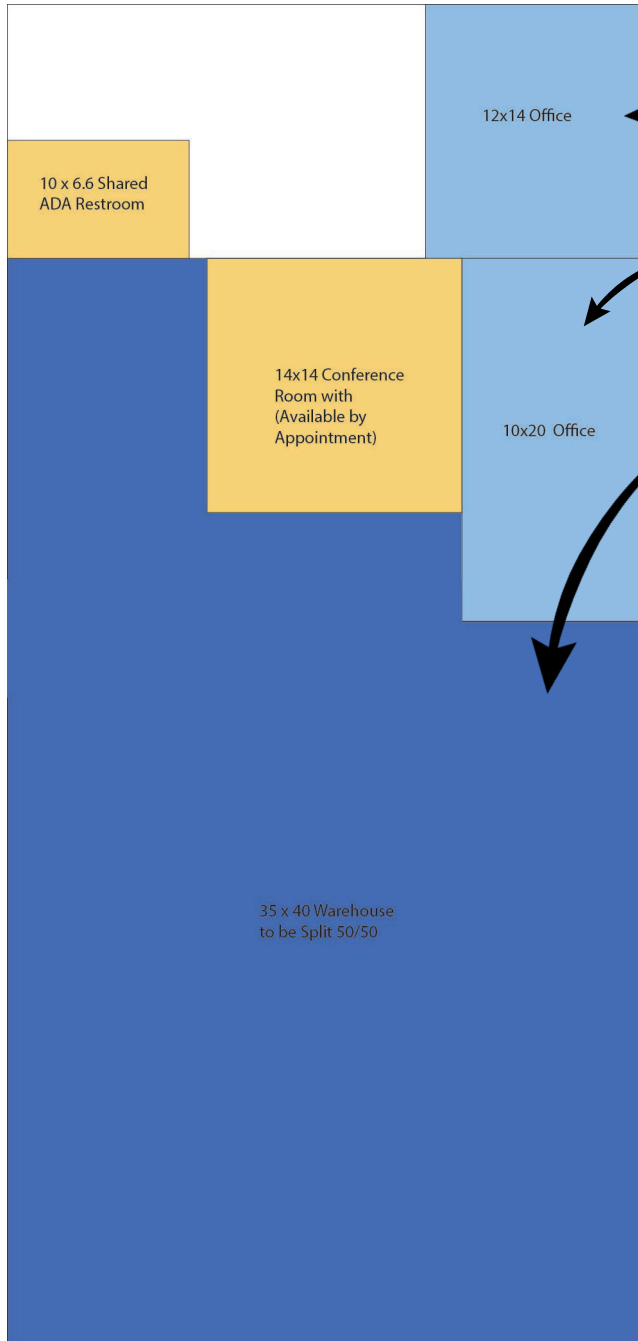 12x14 Office
10 x 6.6 Shared
ADA Restroom
14x14 Conference
Room with
(Available by
Appointment)
10x20  Office
35 x 40 Warehouse
to be Split 50/50